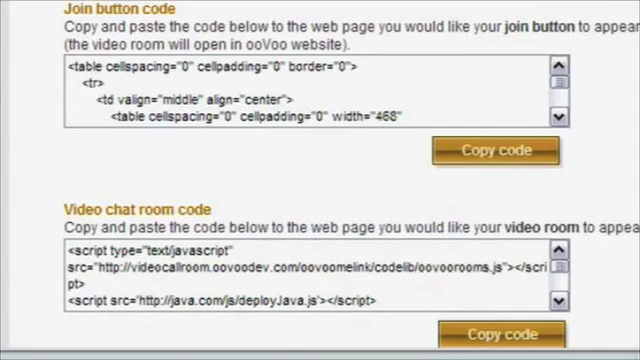 Join button code
Copy and paste the code below to the web page you would like your join button to appear
(the video room will open in ooVoo website).
<table cellspacing="0" cellpadding="0" border="0">
<tr>
<td valign="middle" align="center">
<table cellspacing="0" cellpadding="0" width="468"
Copy code
Video chat room code
Copy and paste the code below to the web page you would like your video room to appea
<script type="text/javascript"
src="http://videocallroom.oovoodev.com/oovoomelink/codelib/oovoorooms.js"></scri
pt>
<script src='http://java.com/js/deployJava.js'></script>
Copy code